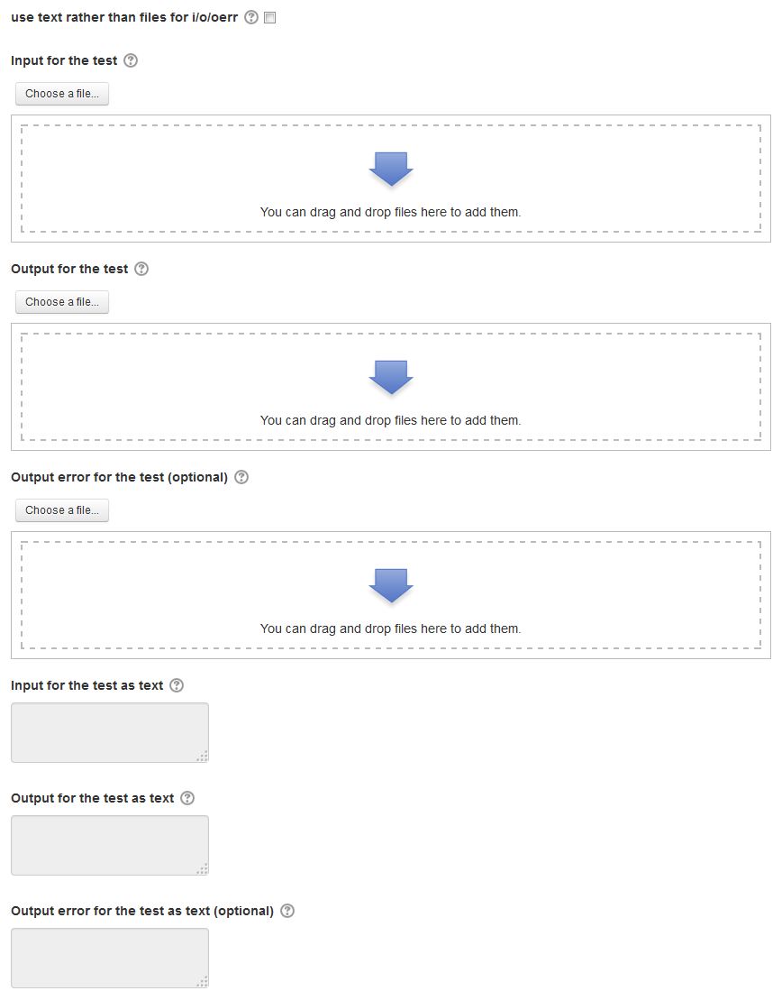 use text rather than files for i/o/oerr
Input for the test
Choose a file...
You can drag and drop files here to add them.
Output for the test
Choose a file...
You can drag and drop files here to add them.
Output error for the test (optional)
Choose a file...
You can drag and drop files here to add them.
Input for the test as text
Output for the test as text
Output error for the test as text (optional)